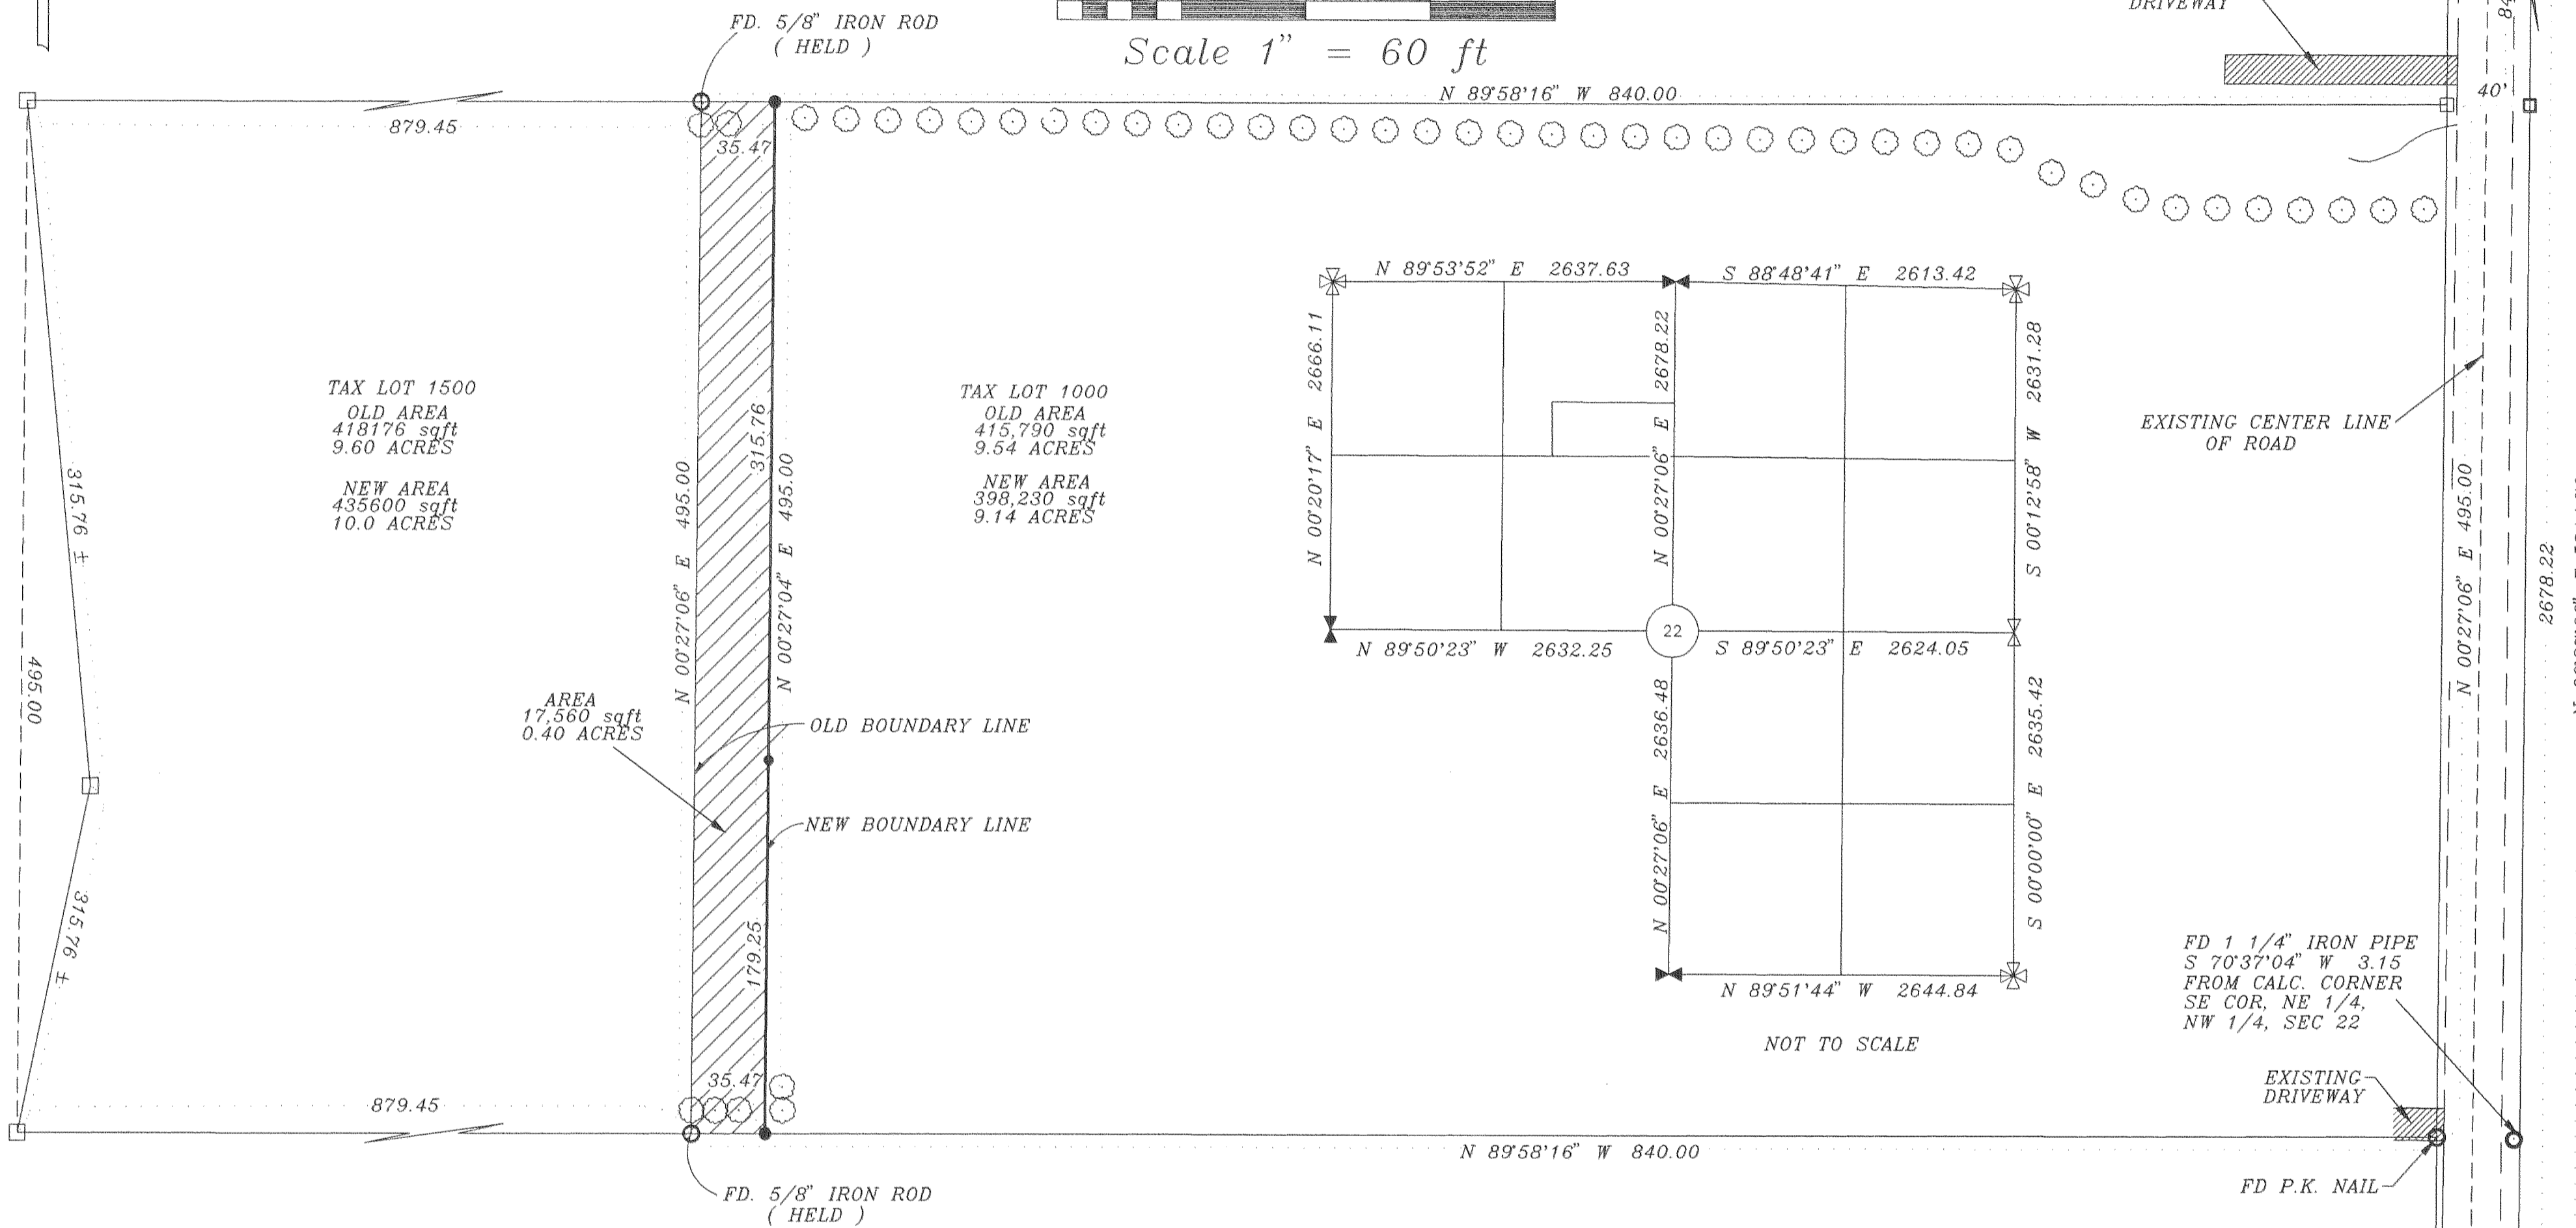 DRIVEWAY
FD. 5/8" IRON ROD
( HELD )
Scale 1" = 60 ft
N 89°58'16" W 840.00
40'
84
879.45
35.47
N 89°53'52" E 2637.63
S 88°48'41" E 2613.42
TAX LOT 1500
OLD AREA
418176 sqft
9.60 ACRES
NEW AREA
435600 sqft
10.0 ACRES
TAX LOT 1000
OLD AREA
415,790 sqft
9.54 ACRES
NEW AREA
398,230 sqft
9.14 ACRES
315.76 ±
495.00
315.76 ±
N 00°27'06" E 495.00
315.76
N 00°27'04" E 495.00
179.25
N 00°20'17" E 2666.11
N 00°27'06" E 2678.22
S 00°12'58" W 2631.28
EXISTING CENTER LINE
OF ROAD
N 00°27'06" E 495.00
2678.22
22
N 89°50'23" W 2632.25
S 89°50'23" E 2624.05
AREA
17,560 sqft
0.40 ACRES
OLD BOUNDARY LINE
NEW BOUNDARY LINE
N 00°27'06" E 2636.48
S 00°00'00" E 2635.42
N 89°51'44" W 2644.84
NOT TO SCALE
FD 1 1/4" IRON PIPE
S 70°37'04" W 3.15
FROM CALC. CORNER
SE COR, NE 1/4,
NW 1/4, SEC 22
EXISTING
DRIVEWAY
35.47
879.45
N 89°58'16" W 840.00
FD P.K. NAIL
FD. 5/8" IRON ROD
( HELD )